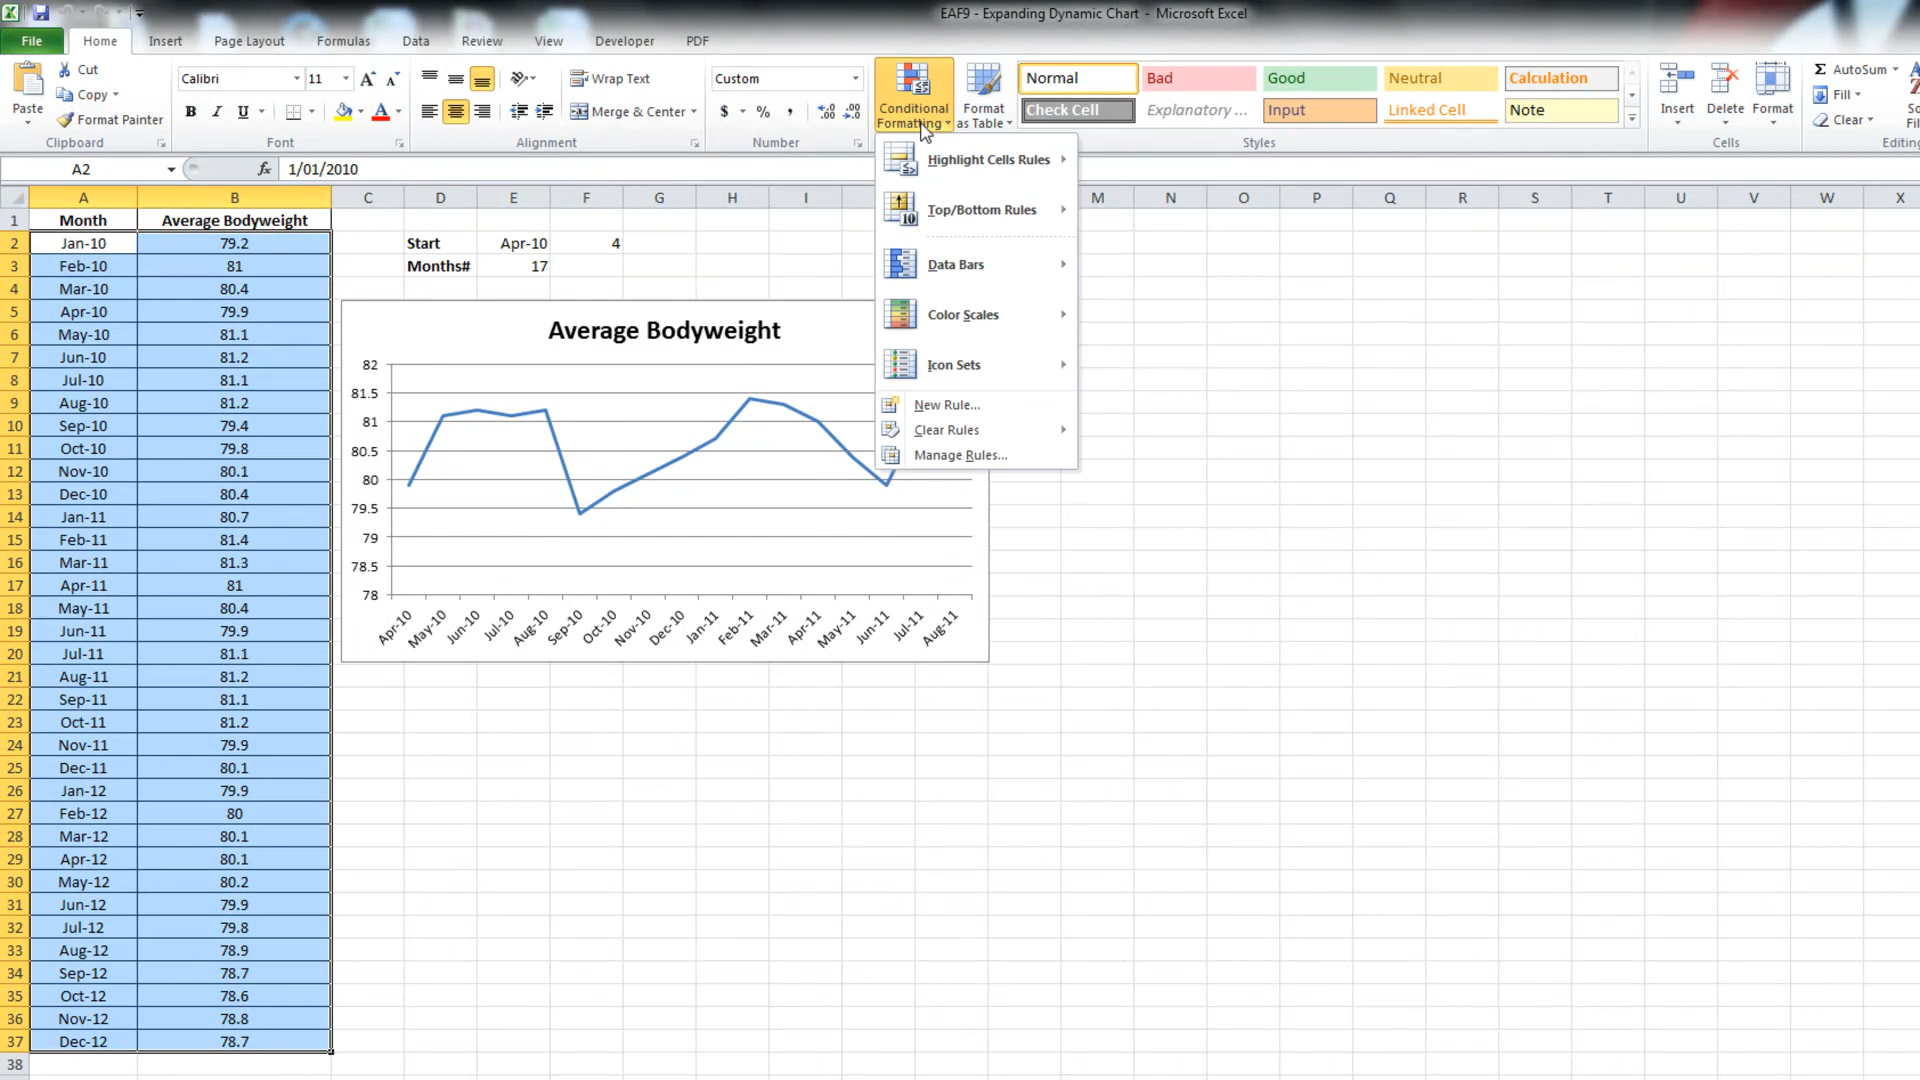 EAF9 - Expanding Dynamic Chart - Microsoft Excel
File Home Insert Page Layout Formulas Data Review View Developer PDF
Paste
Cut
Copy
Format Painter
Clipboard
Calibri 11
B I U
Font
Wrap Text
Merge & Center
Alignment
Custom
$ % ,
Number
Conditional Formatting
Format as Table
Normal Bad Good Neutral Calculation
Check Cell Explanatory ... Input Linked Cell Note
Styles
Insert Delete Format
Cells
Σ AutoSum
Fill
Clear
Editing
A2 fx 1/01/2010
Highlight Cells Rules
Top/Bottom Rules
Data Bars
Color Scales
Icon Sets
New Rule...
Clear Rules
Manage Rules...
A B C D E F G H I M N O P Q R S T U V W X
1 Month Average Bodyweight
2 Jan-10 79.2 Start Apr-10 4
3 Feb-10 81 Months# 17
4 Mar-10 80.4
5 Apr-10 79.9
6 May-10 81.1
7 Jun-10 81.2
8 Jul-10 81.1
9 Aug-10 81.2
10 Sep-10 79.4
11 Oct-10 79.8
12 Nov-10 80.1
13 Dec-10 80.4
14 Jan-11 80.7
15 Feb-11 81.4
16 Mar-11 81.3
17 Apr-11 81
18 May-11 80.4
19 Jun-11 79.9
20 Jul-11 81.1
21 Aug-11 81.2
22 Sep-11 81.1
23 Oct-11 81.2
24 Nov-11 79.9
25 Dec-11 80.1
26 Jan-12 79.9
27 Feb-12 80
28 Mar-12 80.1
29 Apr-12 80.1
30 May-12 80.2
31 Jun-12 79.9
32 Jul-12 79.8
33 Aug-12 78.9
34 Sep-12 78.7
35 Oct-12 78.6
36 Nov-12 78.8
37 Dec-12 78.7
38
Average Bodyweight
82
81.5
81
80.5
80
79.5
79
78.5
78
Apr-10 May-10 Jun-10 Jul-10 Aug-10 Sep-10 Oct-10 Nov-10 Dec-10 Jan-11 Feb-11 Mar-11 Apr-11 May-11 Jun-11 Jul-11 Aug-11